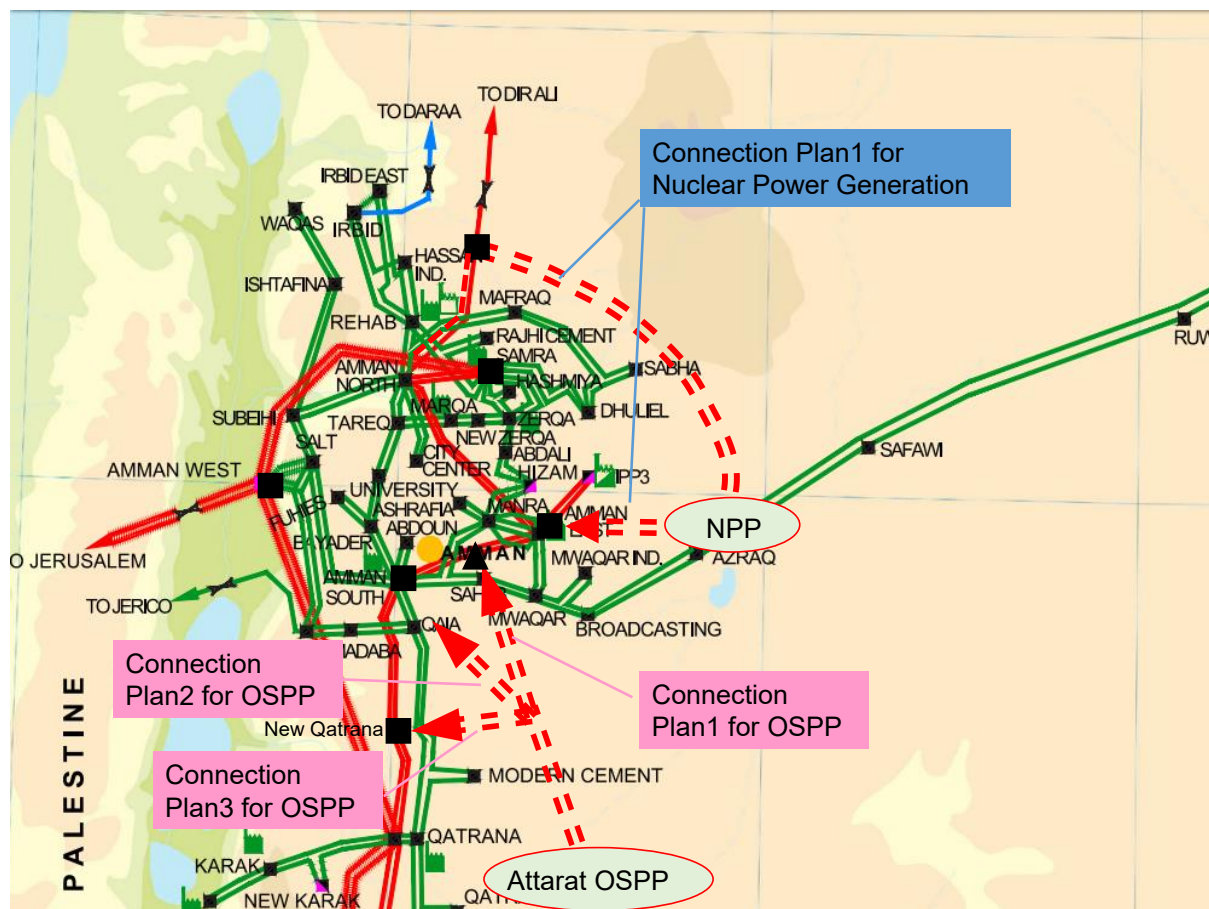 TO DIR ALI
TO DARAA
Connection Plan1 for
Nuclear Power Generation
IRBID EAST
WAQAS
IRBID
HASSAN
IND.
ISHTAFINA
MAFRAQ
REHAB
RAJHI CEMENT
SAMRA
AMMAN
NORTH
HASHMIYA
SABHA
SUBEIHI
MARQA
DHULIEL
TAREQ
ZERQA
NEW ZERQA
SALT
ABDALI
CITY
CENTER
SAFAWI
AMMAN WEST
HIZAM
IPP3
UNIVERSITY
FUHIES
ASHRAFIA
MANRA
AMMAN
EAST
ABDOUN
NPP
BAYADER
AMMAN
MWAQAR IND.
AZRAQ
O JERUSALEM
AMMAN
SOUTH
SAH
MWAQAR
TO JERICO
BROADCASTING
QAIA
MADABA
RUW
Connection
Plan2 for OSPP
Connection
Plan1 for OSPP
New Qatrana
Connection
Plan3 for OSPP
MODERN CEMENT
PALESTINE
QATRANA
KARAK
NEW KARAK
Attarat OSPP
QAT